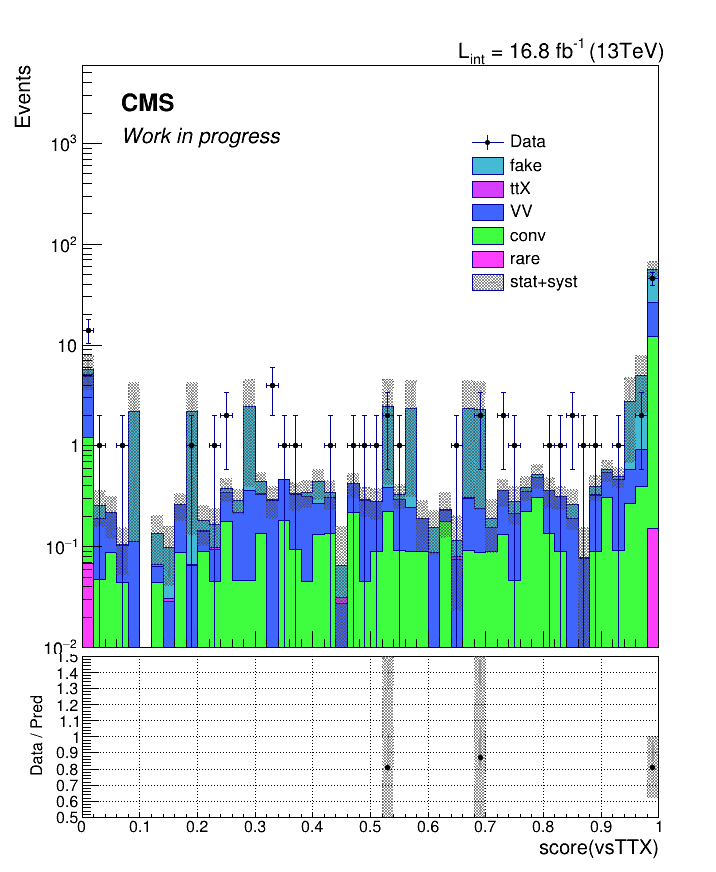 L_int = 16.8 fb^-1 (13TeV)
Events
CMS
Work in progress
Data
fake
ttX
VV
conv
rare
stat+syst
10^3
10^2
10
1
10^−1
10^−2
Data / Pred
1.5
1.4
1.3
1.2
1.1
1
0.9
0.8
0.7
0.6
0.5
0 0.1 0.2 0.3 0.4 0.5 0.6 0.7 0.8 0.9 1
score(vsTTX)